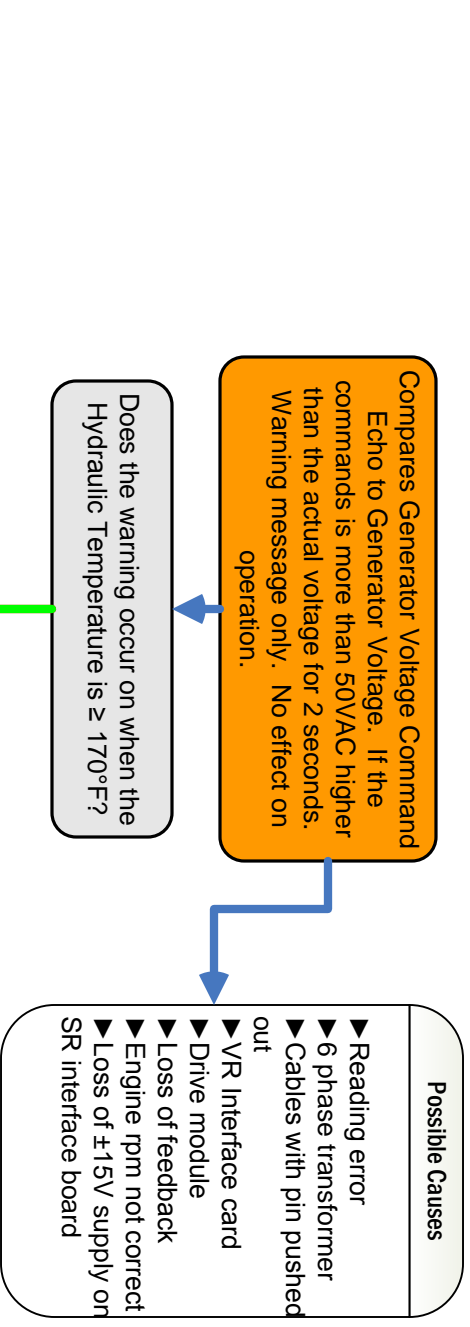 Compares Generator Voltage Command
Echo to Generator Voltage. If the
commands is more than 50VAC higher
than the actual voltage for 2 seconds.
Warning message only. No effect on
operation.
Does the warning occur on when the
Hydraulic Temperature is ≥ 170°F?
Possible Causes
▶Reading error
▶6 phase transformer
▶Cables with pin pushed
out
▶VR Interface card
▶Drive module
▶Loss of feedback
▶Engine rpm not correct
▶Loss of ±15V supply on
SR interface board